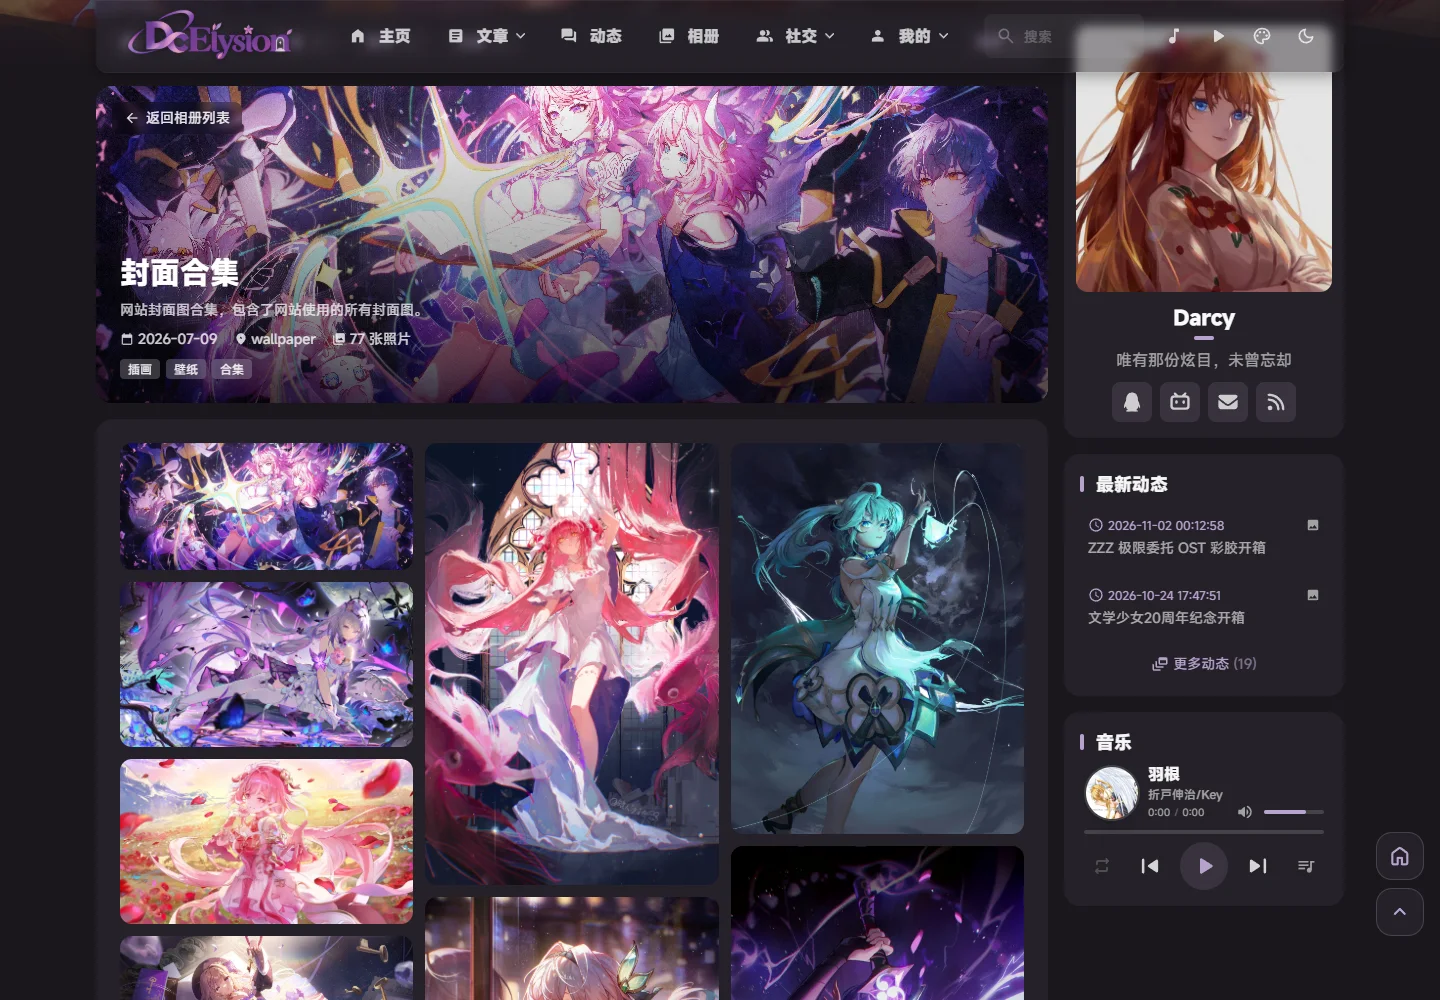 DcElysion
主页
文章
动态
相册
社交
我的
搜索
返回相册列表
封面合集
网站封面图合集，包含了网站使用的所有封面图。
2026-07-09 wallpaper 77 张照片
插画 壁纸 合集
Darcy
唯有那份炫目，未曾忘却
最新动态
2026-11-02 00:12:58
ZZZ 极限委托 OST 彩胶开箱
2026-10-24 17:47:51
文学少女20周年纪念开箱
更多动态 (19)
音乐
羽根
折戸伸治/Key
0:00 / 0:00